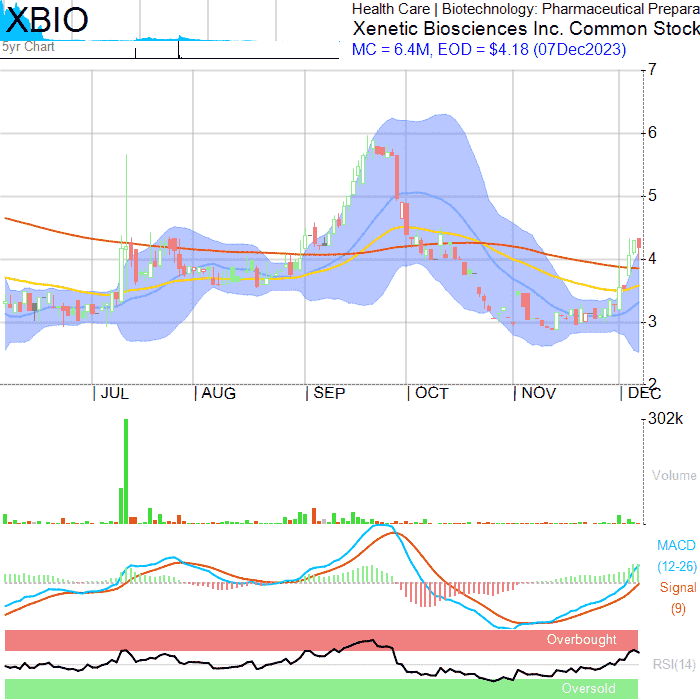 XBIO
Health Care | Biotechnology: Pharmaceutical Prepara
Xenetic Biosciences Inc. Common Stock
5yr Chart
MC = 6.4M, EOD = $4.18 (07Dec2023)
7
6
5
4
3
2
JUL
AUG
SEP
OCT
NOV
DEC
302k
Volume
MACD
(12-26)
Signal
(9)
Overbought
RSI(14)
Oversold